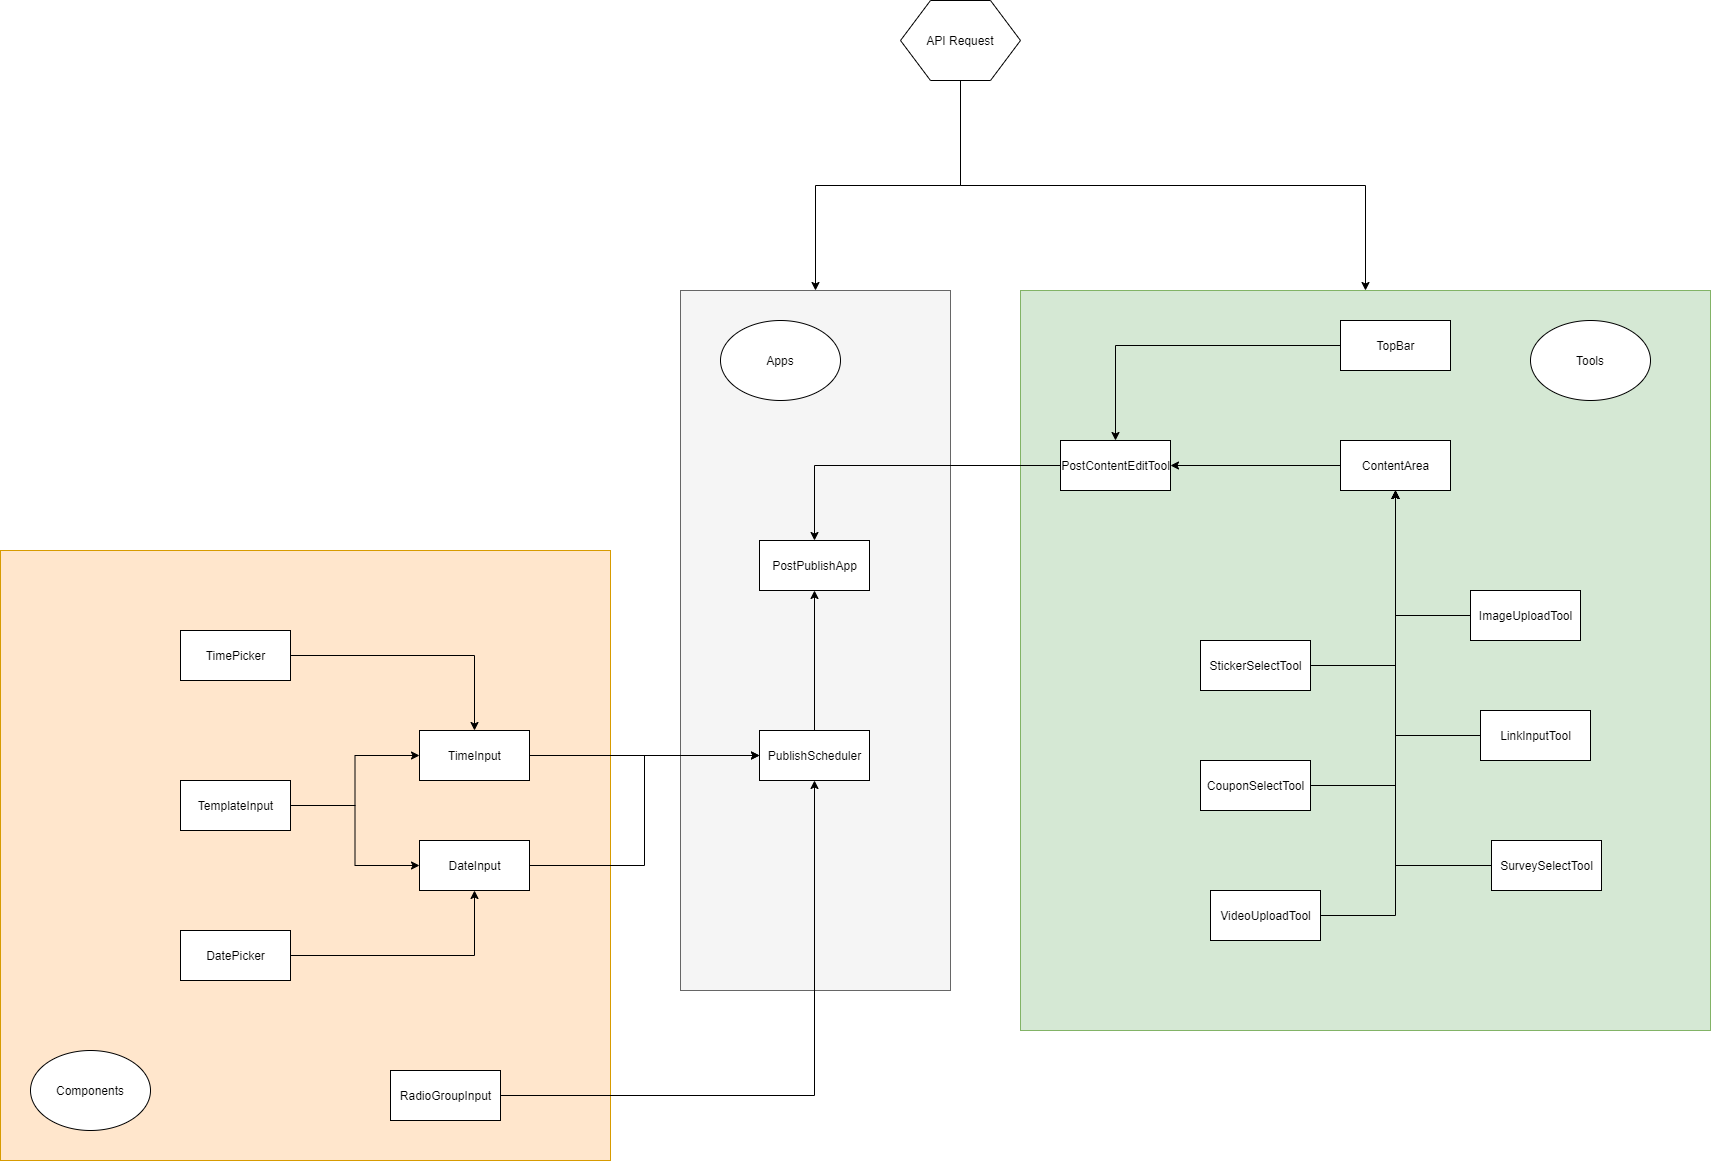 API Request
Apps
TopBar
Tools
PostContentEditTool
ContentArea
PostPublishApp
ImageUploadTool
TimePicker
StickerSelectTool
TimeInput
PublishScheduler
LinkInputTool
TemplateInput
CouponSelectTool
DateInput
SurveySelectTool
VideoUploadTool
DatePicker
Components
RadioGroupInput